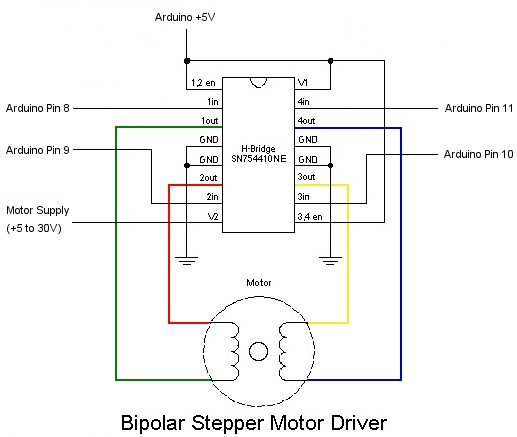 Arduino +5V
1,2 en
V1
Arduino Pin 8
1in
4in
Arduino Pin 11
1out
4out
GND
GND
H-Bridge
SN754410NE
Arduino Pin 9
Arduino Pin 10
GND
GND
2out
3out
2in
3in
Motor Supply
(+5 to 30V)
V2
3,4 en
Motor
Bipolar Stepper Motor Driver